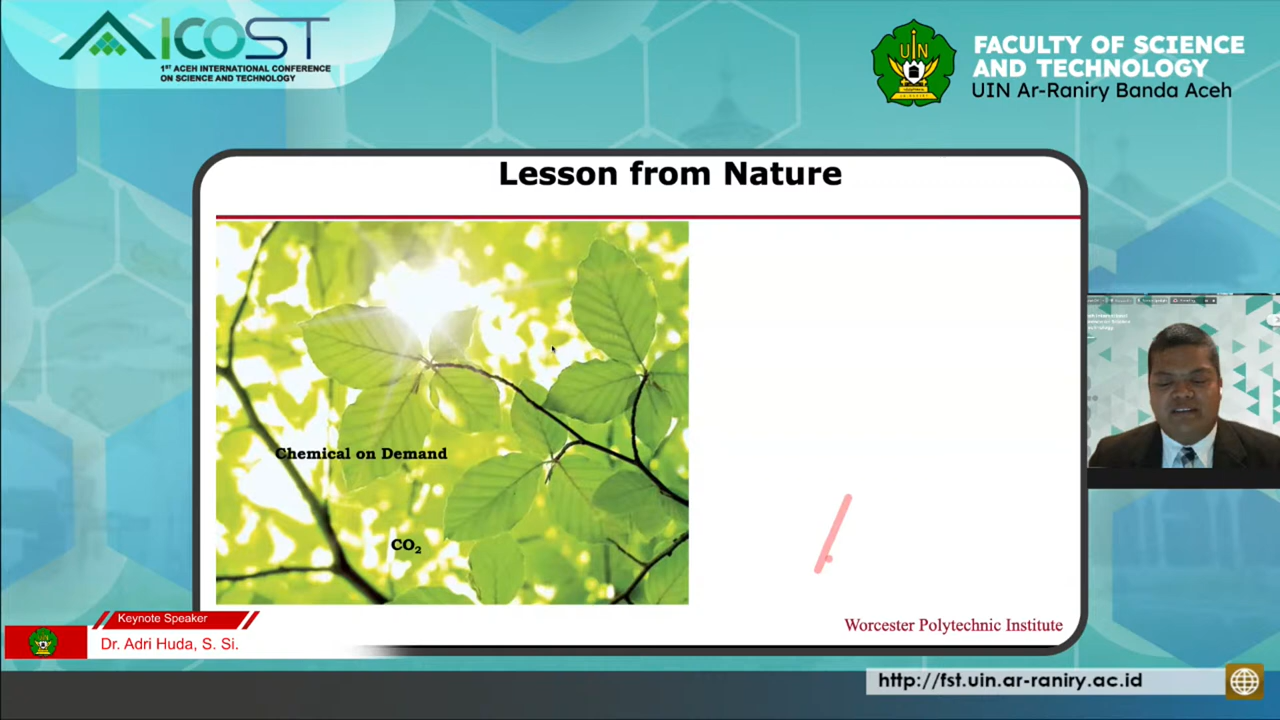 AICOST
1ST ACEH INTERNATIONAL CONFERENCE
ON SCIENCE AND TECHNOLOGY
UIN
FACULTY OF SCIENCE
AND TECHNOLOGY
UIN Ar-Raniry Banda Aceh
Lesson from Nature
Chemical on Demand
CO₂
Worcester Polytechnic Institute
Keynote Speaker
Dr. Adri Huda, S. Si.
http://fst.uin.ar-raniry.ac.id